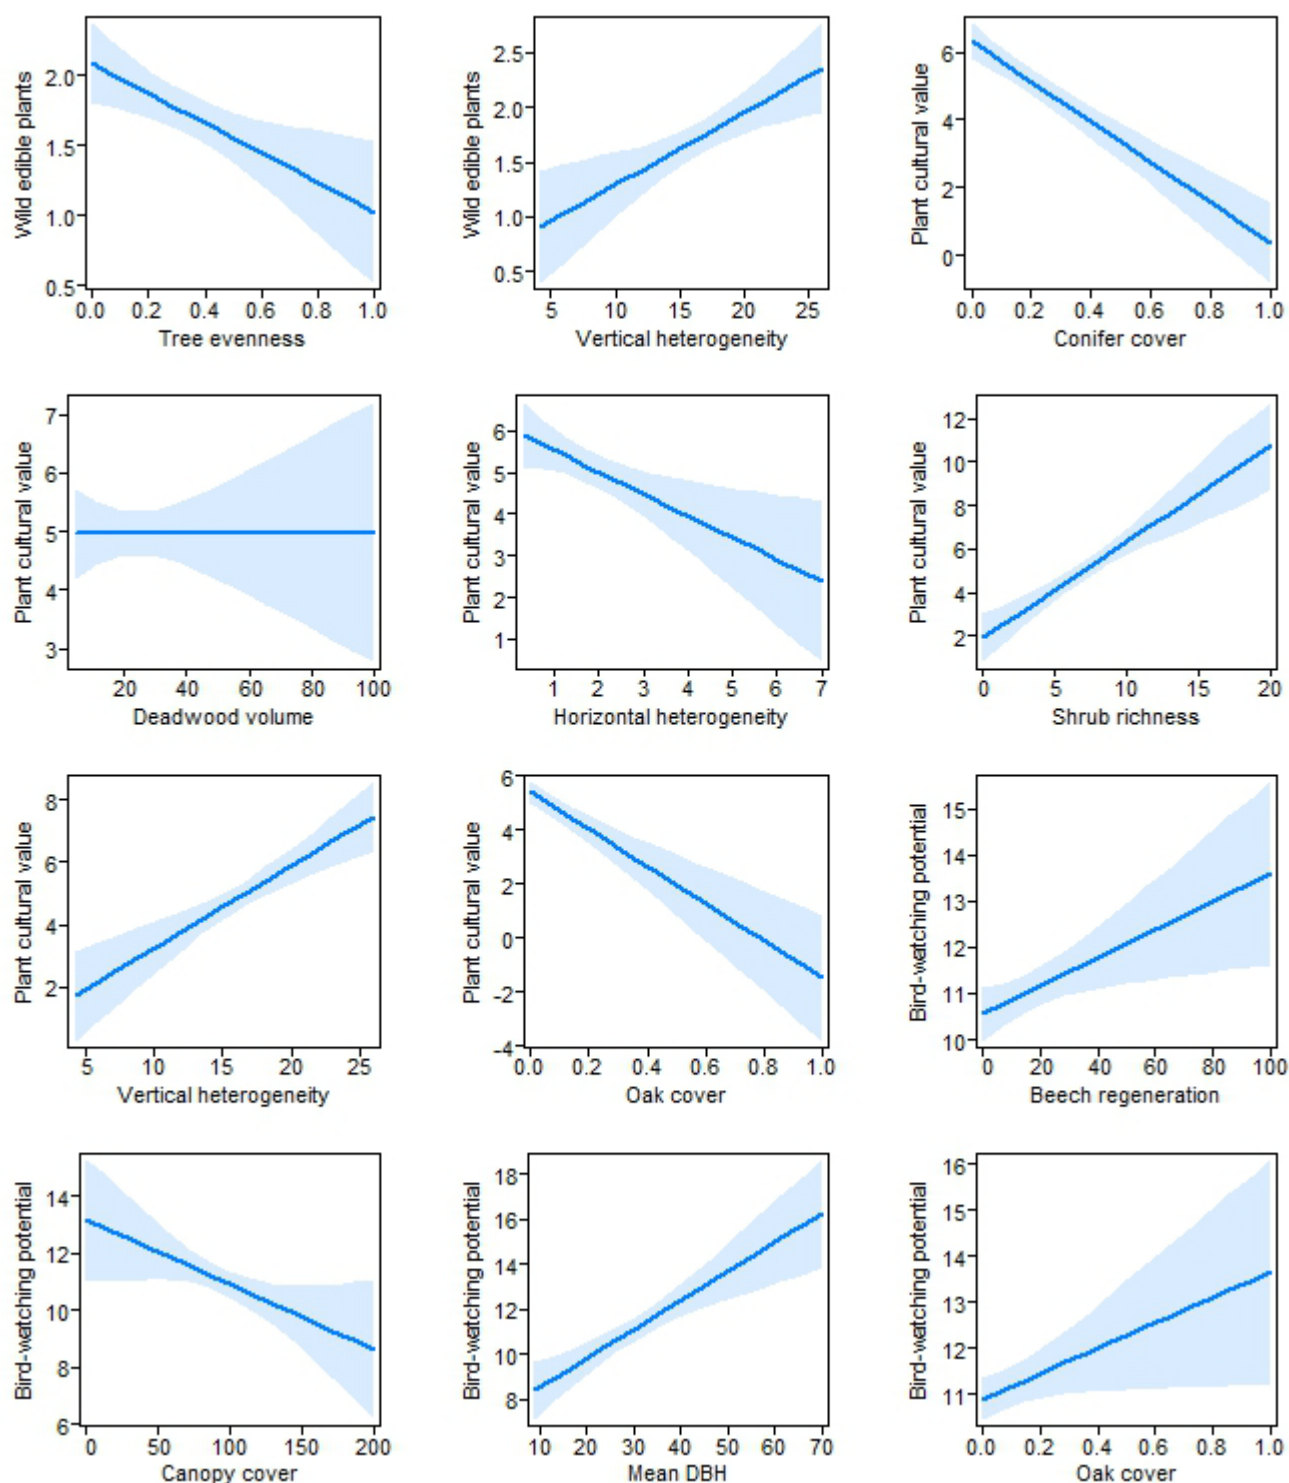 Wild edible plants
2.0
1.5
1.0
0.5
0.0 0.2 0.4 0.6 0.8 1.0
Tree evenness
Wild edible plants
2.5
2.0
1.5
1.0
0.5
5 10 15 20 25
Vertical heterogeneity
Plant cultural value
6
4
2
0
0.0 0.2 0.4 0.6 0.8 1.0
Conifer cover
Plant cultural value
7
6
5
4
3
20 40 60 80 100
Deadwood volume
Plant cultural value
6
5
4
3
2
1
1 2 3 4 5 6 7
Horizontal heterogeneity
Plant cultural value
12
10
8
6
4
2
0 5 10 15 20
Shrub richness
Plant cultural value
8
6
4
2
5 10 15 20 25
Vertical heterogeneity
Plant cultural value
6
4
2
0
-2
-4
0.0 0.2 0.4 0.6 0.8 1.0
Oak cover
Bird-watching potential
15
14
13
12
11
10
0 20 40 60 80 100
Beech regeneration
Bird-watching potential
14
12
10
8
6
0 50 100 150 200
Canopy cover
Bird-watching potential
18
16
14
12
10
8
10 20 30 40 50 60 70
Mean DBH
Bird-watching potential
16
15
14
13
12
11
0.0 0.2 0.4 0.6 0.8 1.0
Oak cover